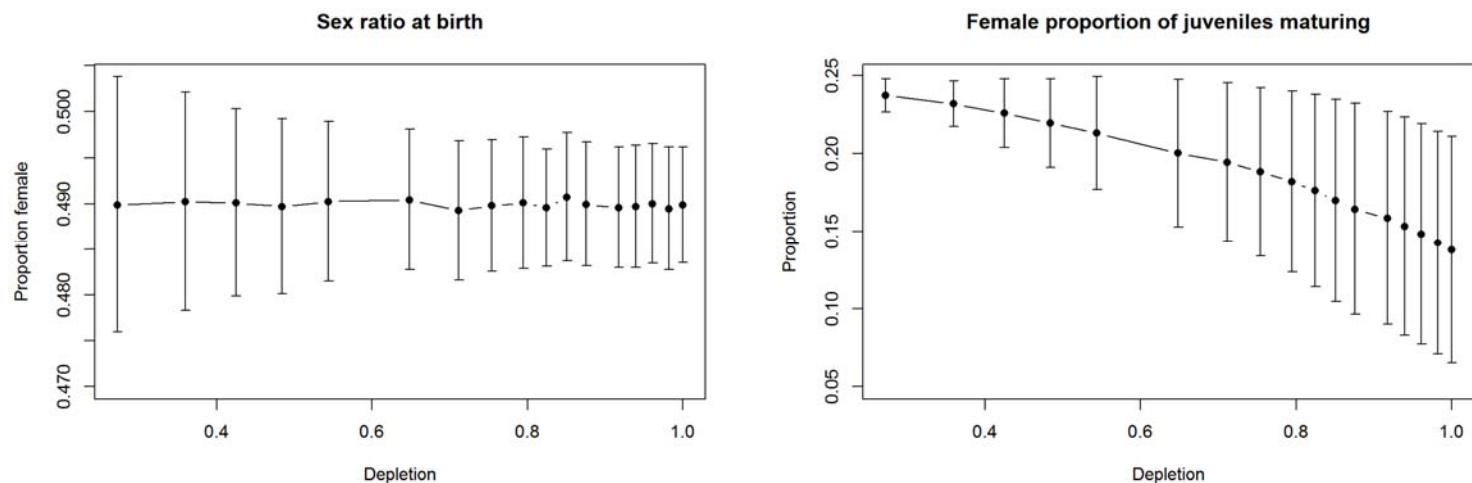 Sex ratio at birth
Proportion female
0.500
0.490
0.480
0.470
0.4
0.6
0.8
1.0
Depletion
Female proportion of juveniles maturing
Proportion
0.25
0.20
0.15
0.10
0.05
0.4
0.6
0.8
1.0
Depletion